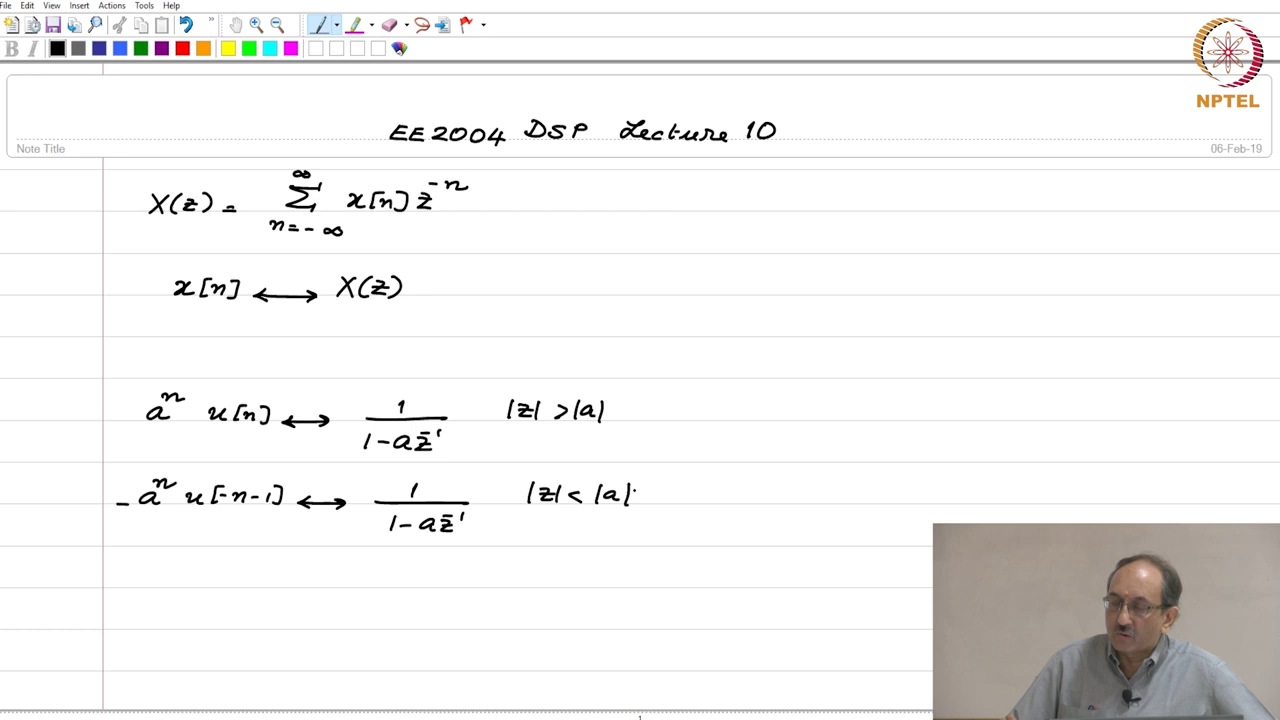 File Edit View Insert Actions Tools Help
B I
NPTEL
EE2004 DSP Lecture 10
Note Title
06-Feb-19
X(z) = ∞ Σ n=-∞ x[n] z^-n
x[n] ⟷ X(z)
a^n u[n] ⟷ 1/(1-az^-1) |z| > |a|
-a^n u[-n-1] ⟷ 1/(1-az^-1) |z| < |a|
1